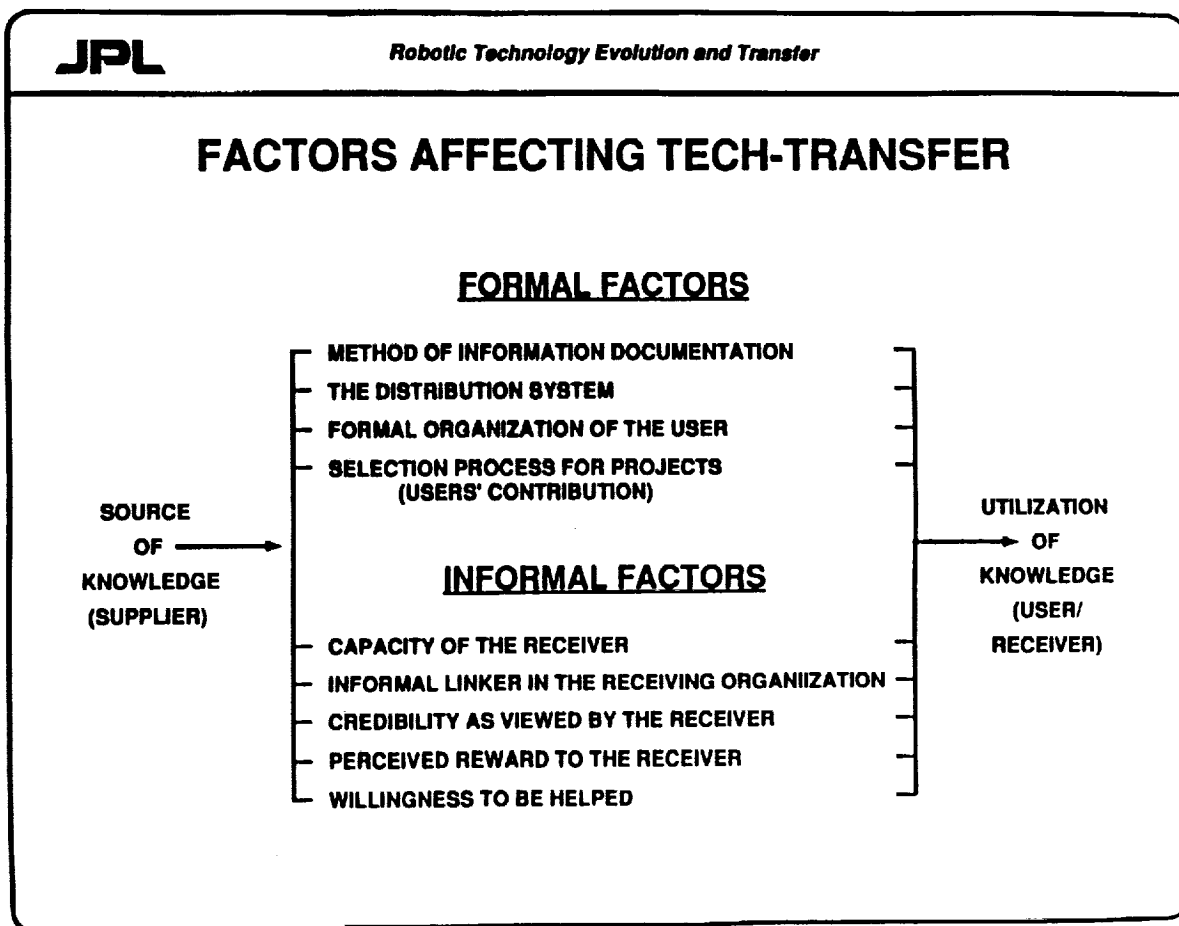 JPL
Robotic Technology Evolution and Transfer
FACTORS AFFECTING TECH-TRANSFER
FORMAL FACTORS
METHOD OF INFORMATION DOCUMENTATION
THE DISTRIBUTION SYSTEM
FORMAL ORGANIZATION OF THE USER
SELECTION PROCESS FOR PROJECTS
(USERS' CONTRIBUTION)
SOURCE
OF
KNOWLEDGE
(SUPPLIER)
INFORMAL FACTORS
CAPACITY OF THE RECEIVER
INFORMAL LINKER IN THE RECEIVING ORGANIIZATION
CREDIBILITY AS VIEWED BY THE RECEIVER
PERCEIVED REWARD TO THE RECEIVER
WILLINGNESS TO BE HELPED
UTILIZATION
OF
KNOWLEDGE
(USER/
RECEIVER)